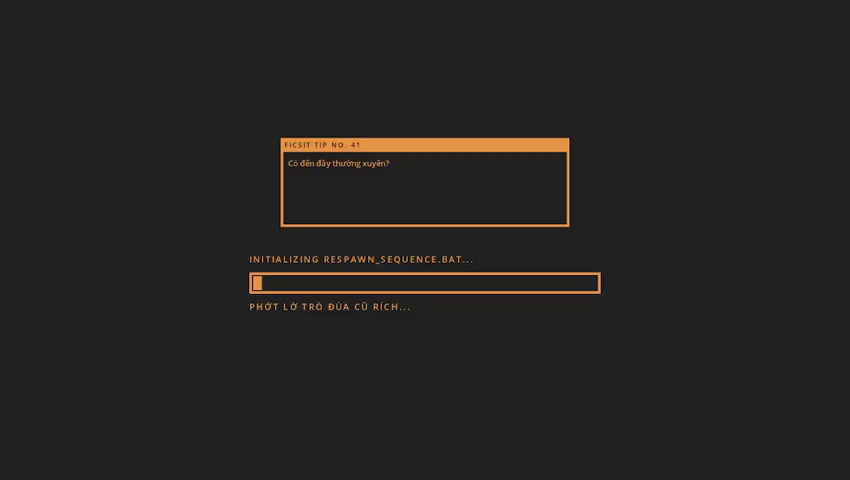 FICSIT TIP NO. 41
Có đến đây thường xuyên?
INITIALIZING RESPAWN_SEQUENCE.BAT...
PHỚT LỜ TRÒ ĐÙA CŨ RÍCH...